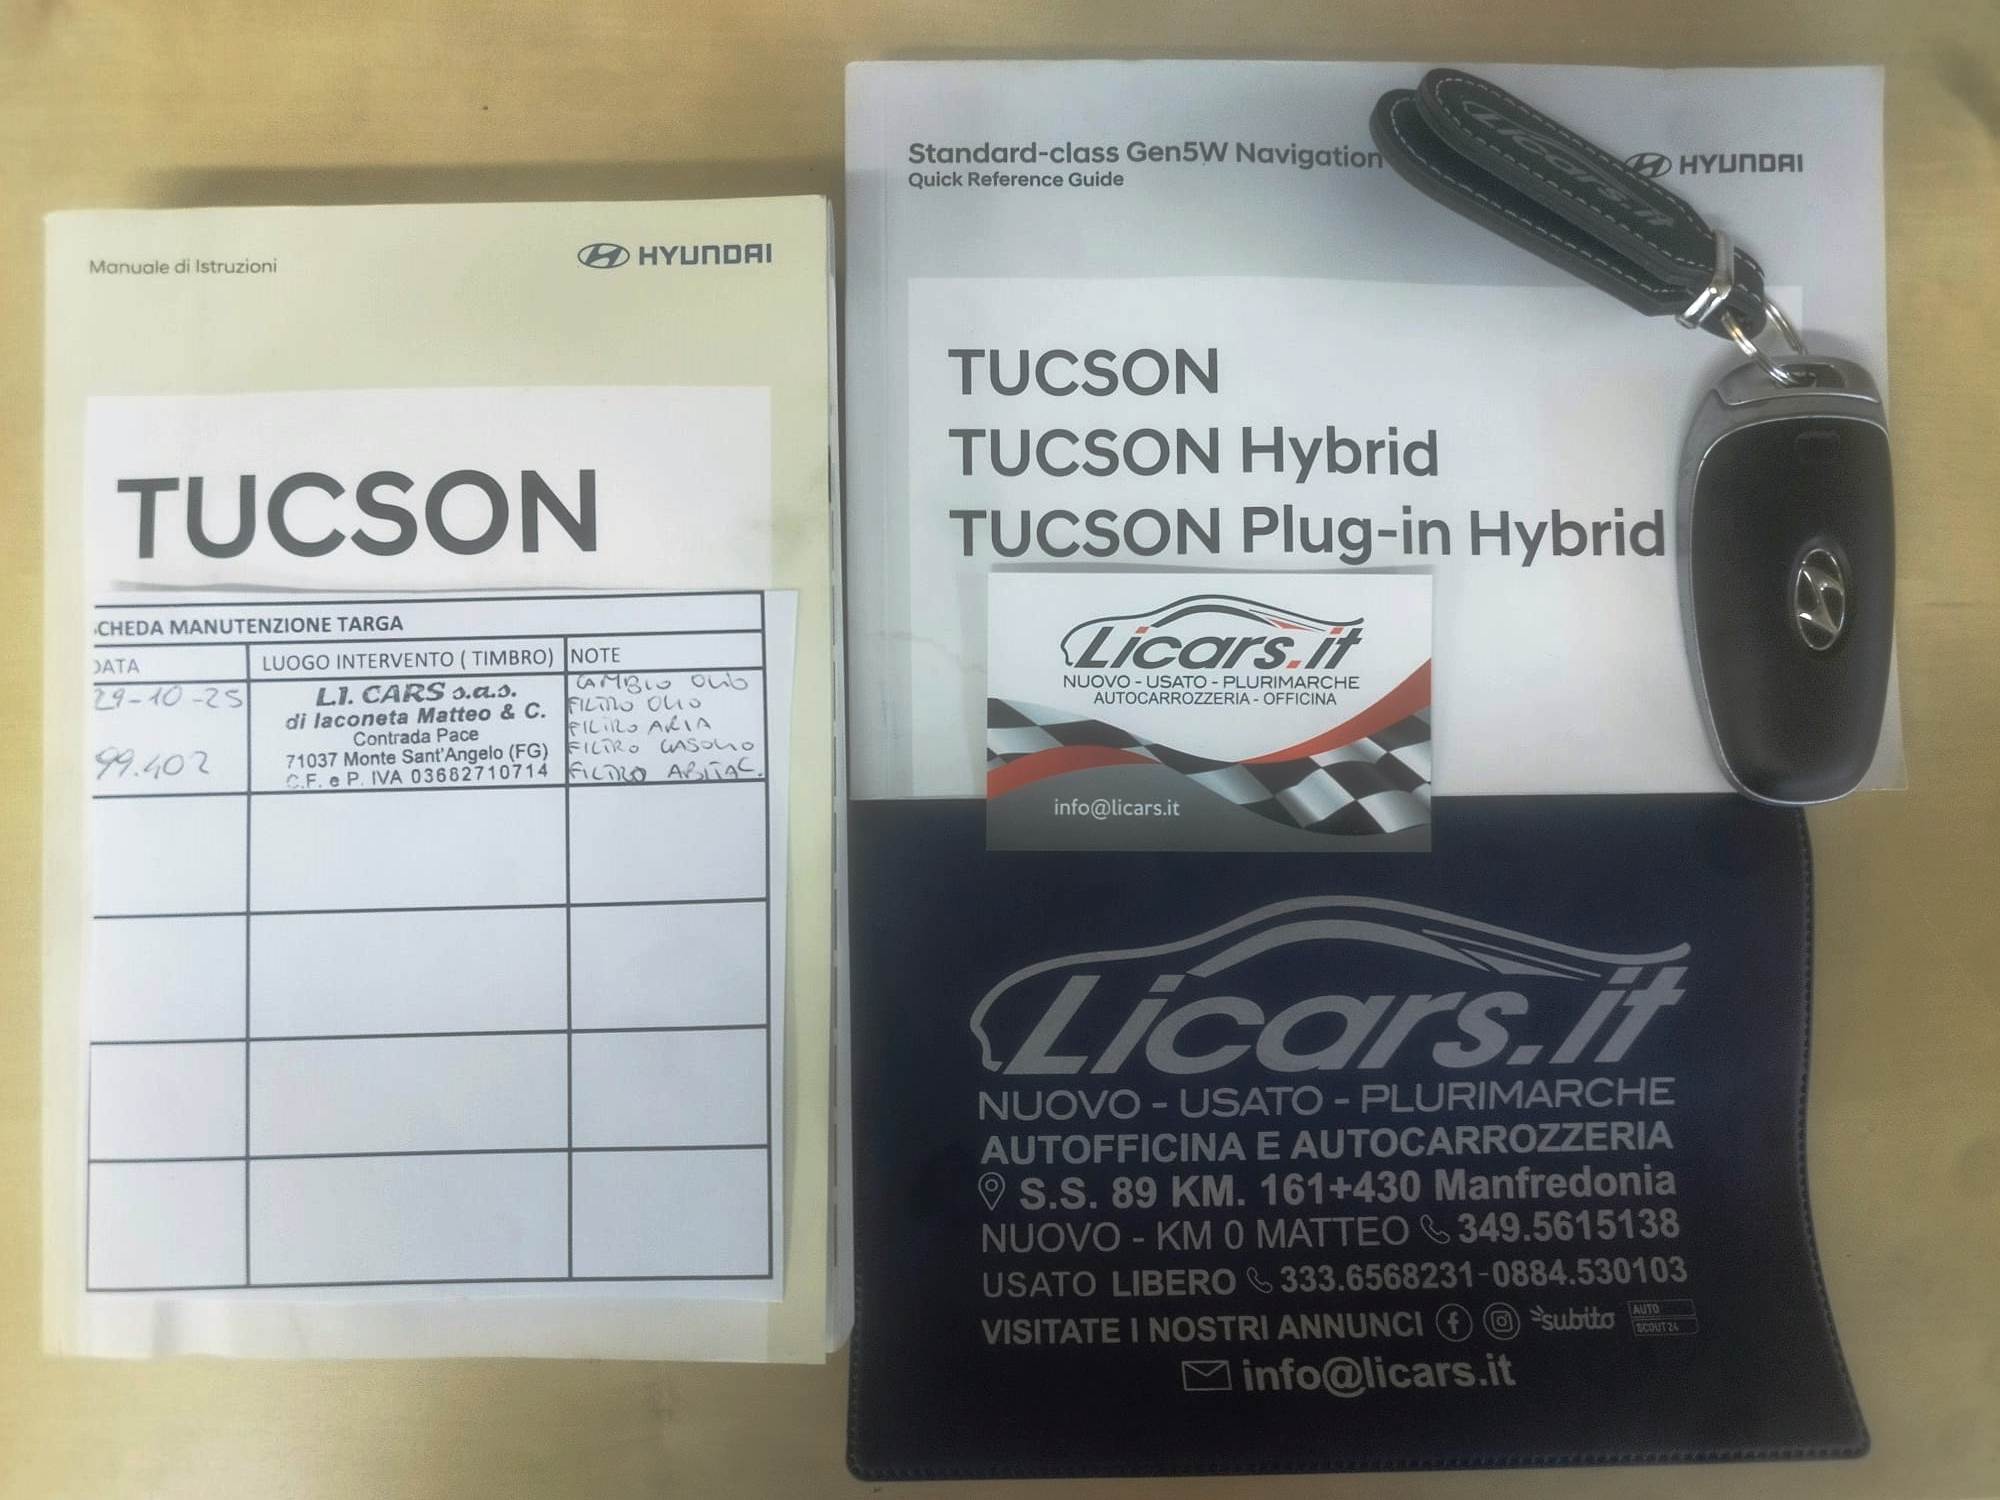 Manuale di Istruzioni
HYUNDAI
TUCSON
CHEDA MANUTENZIONE TARGA
DATA
LUOGO INTERVENTO ( TIMBRO)
NOTE
29-10-25
99.402
L.I. CARS s.a.s.
di Iaconeta Matteo & C.
Contrada Pace
71037 Monte Sant'Angelo (FG)
C.F. e P. IVA 03682710714
CAMBIO OLIO
FILTRO OLIO
FILTRO ARIA
FILTRO GASOLIO
FILTRO ABITAC.
Standard-class Gen5W Navigation
Quick Reference Guide
HYUNDAI
TUCSON
TUCSON Hybrid
TUCSON Plug-in Hybrid
Licars.it
Licars.it
NUOVO - USATO - PLURIMARCHE
AUTOCARROZZERIA - OFFICINA
info@licars.it
Licars.it
NUOVO - USATO - PLURIMARCHE
AUTOFFICINA E AUTOCARROZZERIA
S.S. 89 KM. 161+430 Manfredonia
NUOVO - KM 0 MATTEO 349.5615138
USATO LIBERO 333.6568231-0884.530103
VISITATE I NOSTRI ANNUNCI subito AUTO
SCOUT24
info@licars.it